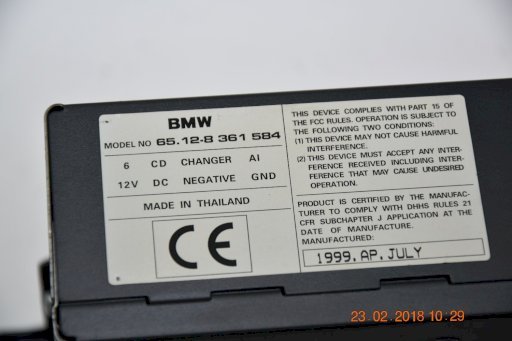 BMW
MODEL NO 65.12-8 361 584
6 CD CHANGER AI
12V DC NEGATIVE GND
MADE IN THAILAND
CE
THIS DEVICE COMPLIES WITH PART 15 OF
THE FCC RULES. OPERATION IS SUBJECT TO
THE FOLLOWING TWO CONDITIONS:
(1) THIS DEVICE MAY NOT CAUSE HARMFUL
INTERFERENCE.
(2) THIS DEVICE MUST ACCEPT ANY INTER-
FERENCE RECEIVED INCLUDING INTER-
FERENCE THAT MAY CAUSE UNDESIRED
OPERATION.
PRODUCT IS CERTIFIED BY THE MANUFAC-
TURER TO COMPLY WITH DHHS RULES 21
CFR SUBCHAPTER J APPLICATION AT THE
DATE OF MANUFACTURE.
MANUFACTURED:
1999.AP.JULY
23.02.2018 10:29